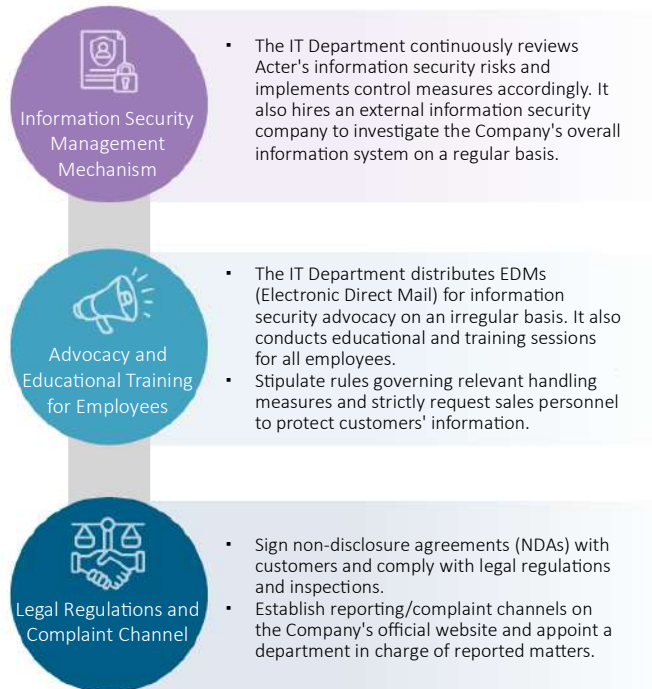 Information Security
Management
Mechanism
▪ The IT Department continuously reviews
Acter's information security risks and
implements control measures accordingly. It
also hires an external information security
company to investigate the Company's overall
information system on a regular basis.
Advocacy and
Educational Training
for Employees
▪ The IT Department distributes EDMs
(Electronic Direct Mail) for information
security advocacy on an irregular basis. It also
conducts educational and training sessions
for all employees.
▪ Stipulate rules governing relevant handling
measures and strictly request sales personnel
to protect customers' information.
Legal Regulations and
Complaint Channel
▪ Sign non-disclosure agreements (NDAs) with
customers and comply with legal regulations
and inspections.
▪ Establish reporting/complaint channels on
the Company's official website and appoint a
department in charge of reported matters.